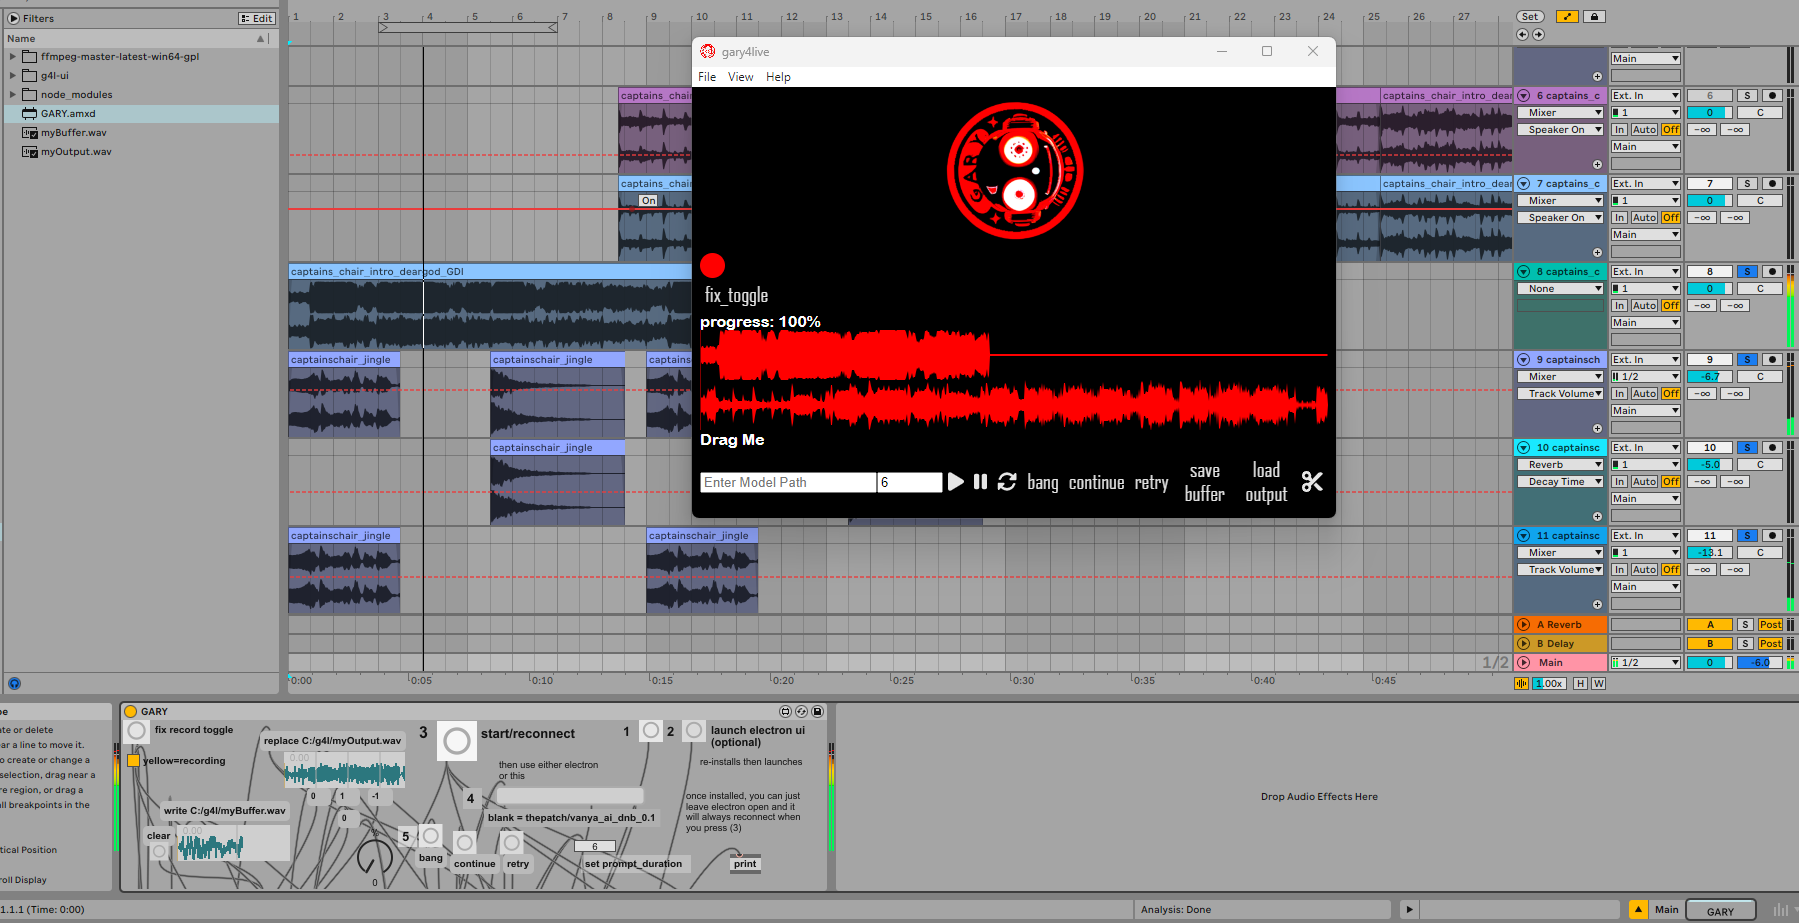 Filters
Edit
Name
ffmpeg-master-latest-win64-gpl
g4l-ui
node_modules
GARY.amxd
myBuffer.wav
myOutput.wav
1 2 3 4 5 6 7 8 9 10 11 12 13 14 15 16 17 18 19 20 21 22 23 24 25 26 27
Set
gary4live
File View Help
GARY
fix_toggle
progress: 100%
Drag Me
Enter Model Path
6
bang
continue
retry
save buffer
load output
captains_chai
captains_chair_intro_dear
captains_chai
captains_chair_intro_dear
On
captains_chair_intro_deargod_GDI
captainschair_jingle
captainschair_jingle
captains
captainschair_jingle
captainschair_jingle
captainschair_jingle
Main
6 captains_c
Ext. In
6
S
Mixer
1
0
C
Speaker On
In Auto Off
-∞ -∞
Main
7 captains_c
Ext. In
7
S
Mixer
1
0
C
Speaker On
In Auto Off
-∞ -∞
Main
8 captains_c
Ext. In
8
S
None
1
0
C
In Auto Off
-∞ -∞
Main
9 captainsch
Ext. In
9
S
Mixer
1/2
-6.7
C
Track Volume
In Auto Off
-∞ -∞
Main
10 captainsc
Ext. In
10
S
Reverb
1
-5.0
C
Decay Time
In Auto Off
-∞ -∞
Main
11 captainsc
Ext. In
11
S
Mixer
1
-13.1
C
Track Volume
In Auto Off
-∞ -∞
Main
A Reverb
A
S
Post
B Delay
B
S
Post
1/2
Main
1/2
0
-6.0
0:00 0:05 0:10 0:15 0:20 0:25 0:30 0:35 0:40 0:45
1.00x
H
W
pe
ate or delete
ear a line to move it.
o create or change a
selection, drag near a
re region, or drag a
all breakpoints in the
tical Position
roll Display
GARY
fix record toggle
yellow=recording
replace C:/g4l/myOutput.wav
0.00
0 1 -1
0
write C:/g4l/myBuffer.wav
clear
0.00
%
0
3
start/reconnect
then use either electron
or this
4
blank = thepatch/vanya_ai_dnb_0.1
5
bang
continue
retry
6
set prompt_duration
print
1
2
launch electron ui
(optional)
re-installs then launches
once installed, you can just
leave electron open and it
will always reconnect when
you press (3)
Drop Audio Effects Here
1.1.1 (Time: 0:00)
Analysis: Done
Main
GARY